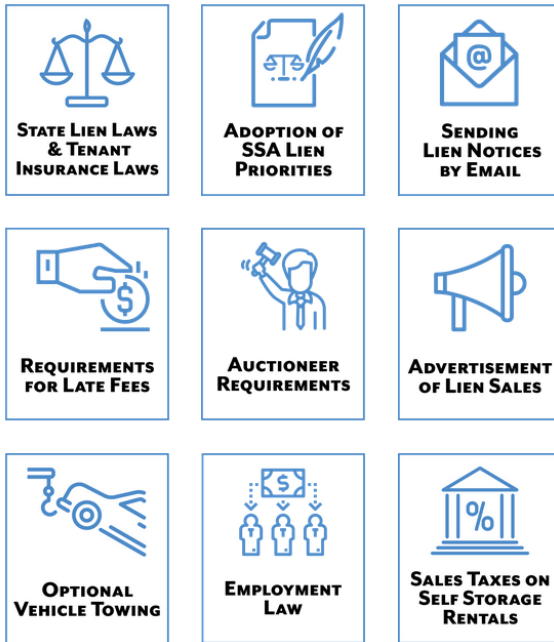 STATE LIEN LAWS
& TENANT
INSURANCE LAWS
ADOPTION OF
SSA LIEN
PRIORITIES
@
SENDING
LIEN NOTICES
BY EMAIL
$
REQUIREMENTS
FOR LATE FEES
AUCTIONEER
REQUIREMENTS
ADVERTISEMENT
OF LIEN SALES
OPTIONAL
VEHICLE TOWING
$
EMPLOYMENT
LAW
%
SALES TAXES ON
SELF STORAGE
RENTALS